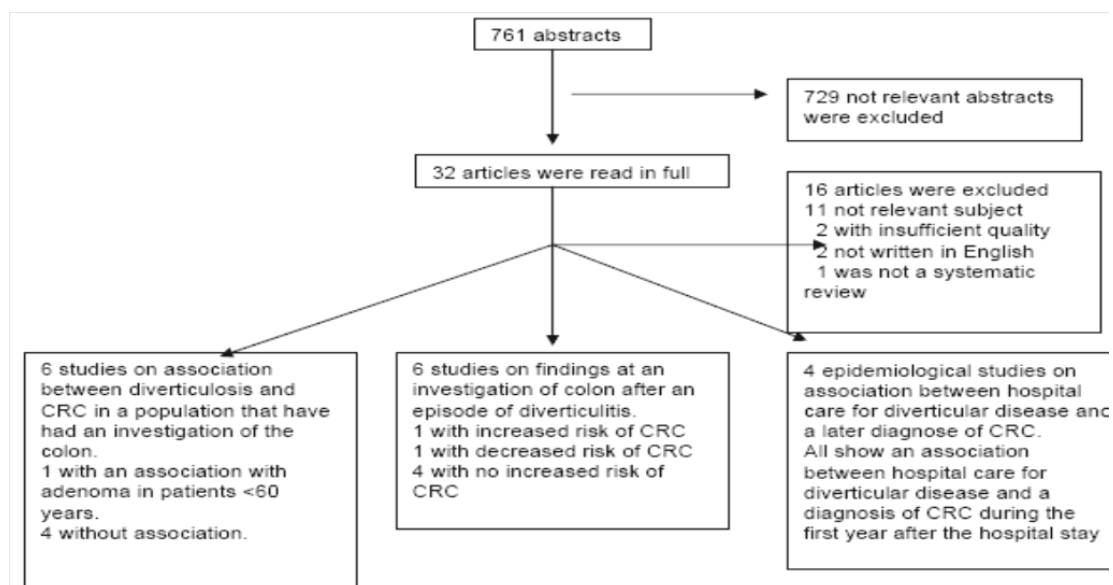 761 abstracts
729 not relevant abstracts
were excluded
32 articles were read in full
16 articles were excluded
11 not relevant subject
2 with insufficient quality
2 not written in English
1 was not a systematic
review
6 studies on association
between diverticulosis and
CRC in a population that have
had an investigation of the
colon.
1 with an association with
adenoma in patients <60
years.
4 without association.
6 studies on findings at an
investigation of colon after an
episode of diverticulitis.
1 with increased risk of CRC
1 with decreased risk of CRC
4 with no increased risk of
CRC
4 epidemiological studies on
association between hospital
care for diverticular disease and
a later diagnose of CRC.
All show an association
between hospital care for
diverticular disease and a
diagnosis of CRC during the
first year after the hospital stay